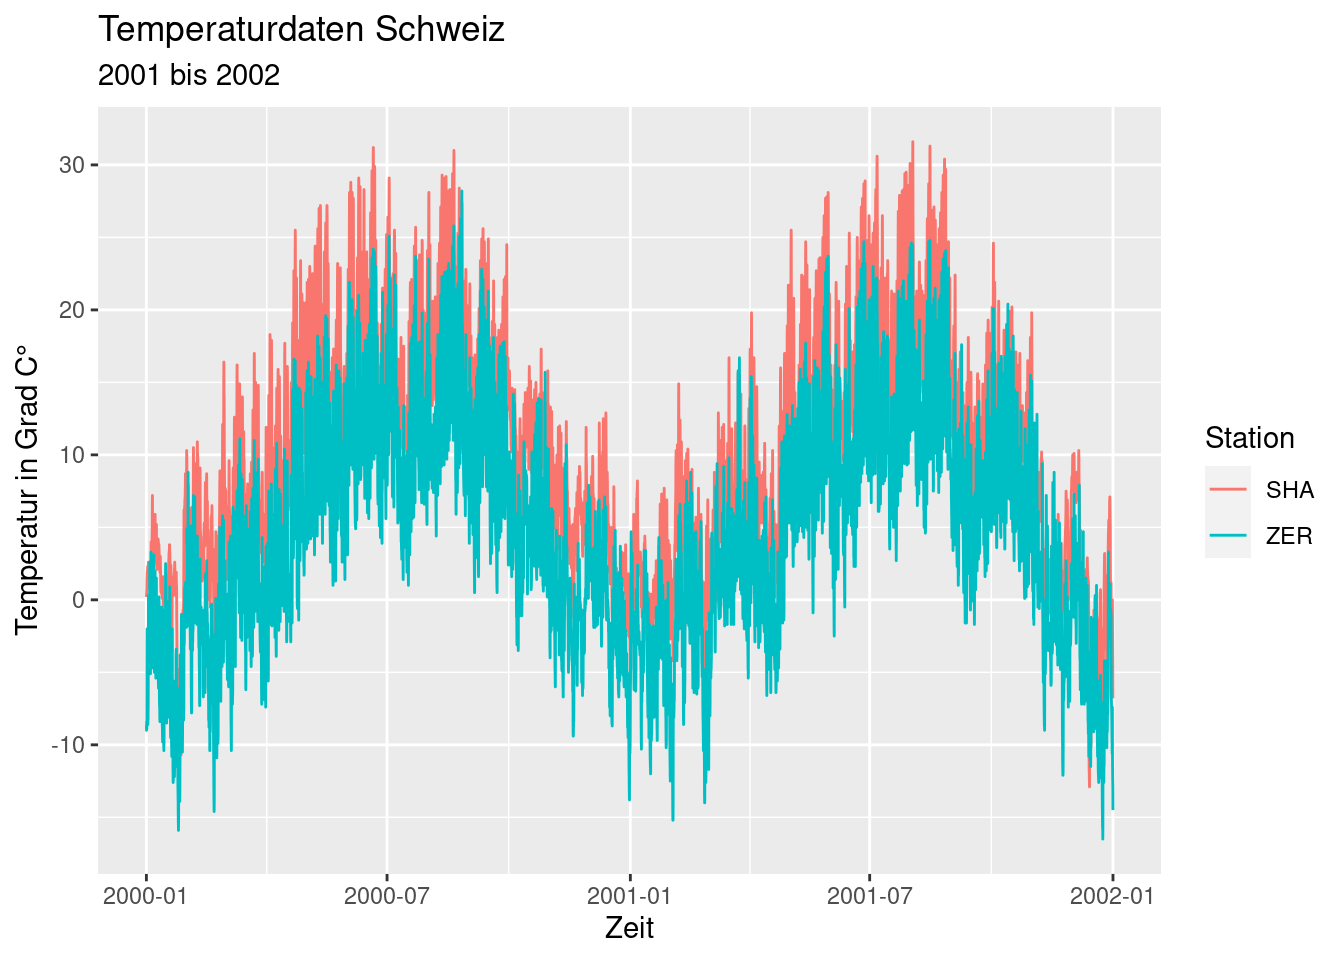 Temperaturdaten Schweiz
2001 bis 2002
Temperatur in Grad C°
30
20
10
0
-10
2000-01
2000-07
2001-01
2001-07
2002-01
Zeit
Station
SHA
ZER